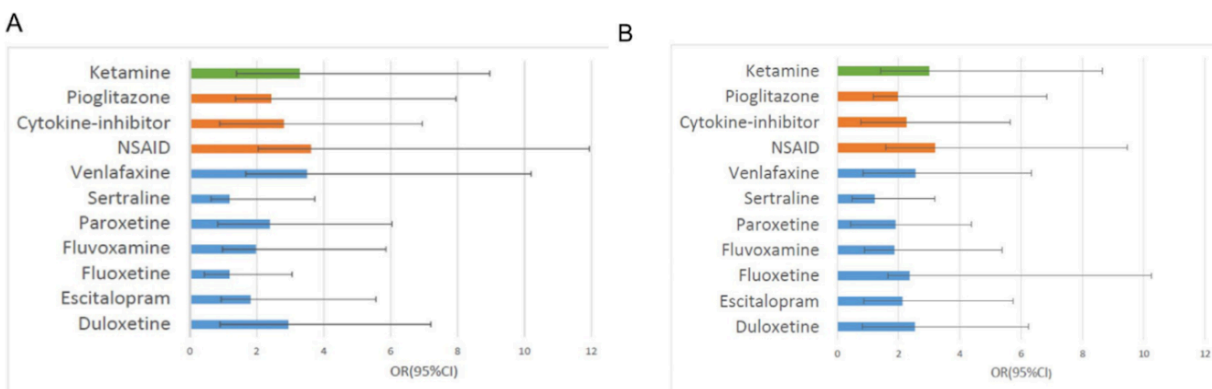 A
Ketamine
Pioglitazone
Cytokine-inhibitor
NSAID
Venlafaxine
Sertraline
Paroxetine
Fluvoxamine
Fluoxetine
Escitalopram
Duloxetine
0 2 4 6 8 10 12
OR(95%CI)
B
Ketamine
Pioglitazone
Cytokine-inhibitor
NSAID
Venlafaxine
Sertraline
Paroxetine
Fluvoxamine
Fluoxetine
Escitalopram
Duloxetine
0 2 4 6 8 10 12
OR(95%CI)